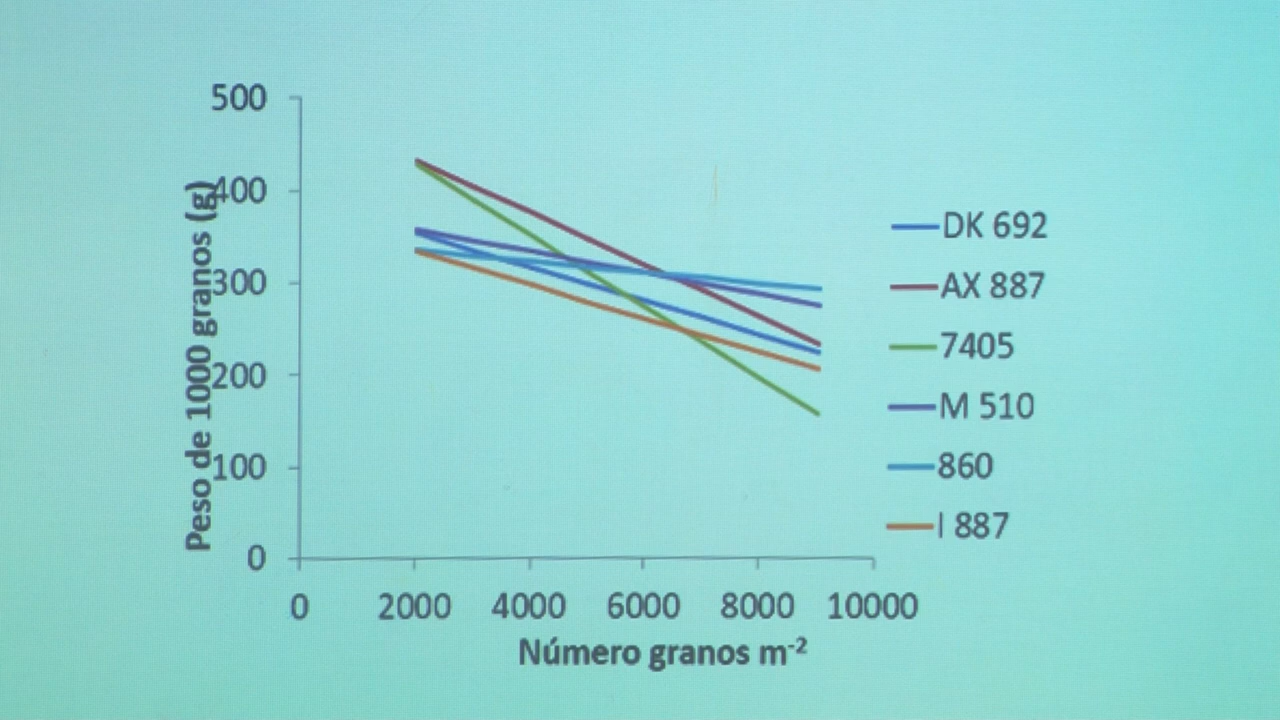 Peso de 1000 granos (g)
500
400
300
200
100
0
0 2000 4000 6000 8000 10000
Número granos m⁻²
DK 692
AX 887
7405
M 510
860
I 887